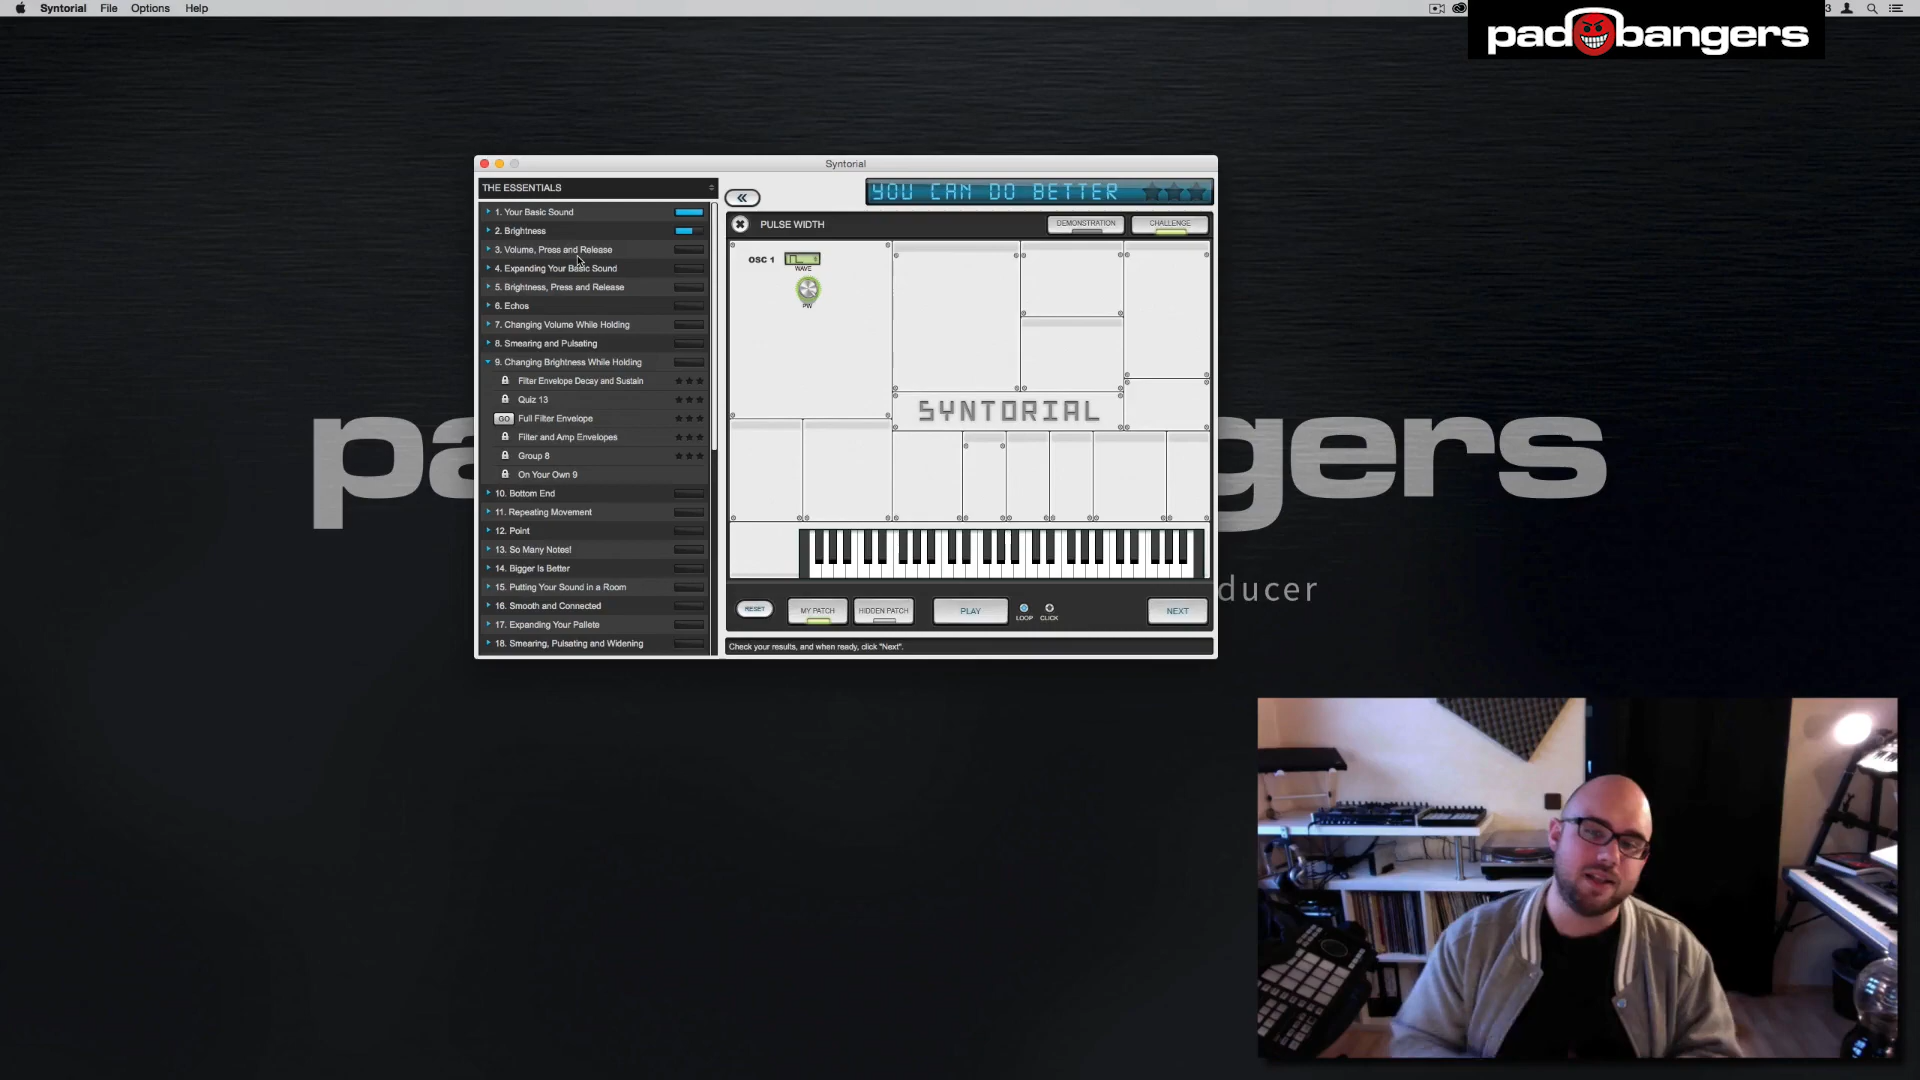 Syntorial File Options Help
3
pad bangers
Syntorial
THE ESSENTIALS
1. Your Basic Sound
2. Brightness
3. Volume, Press and Release
4. Expanding Your Basic Sound
5. Brightness, Press and Release
6. Echos
7. Changing Volume While Holding
8. Smearing and Pulsating
9. Changing Brightness While Holding
Filter Envelope Decay and Sustain
Quiz 13
GO Full Filter Envelope
Filter and Amp Envelopes
Group 8
On Your Own 9
10. Bottom End
11. Repeating Movement
12. Point
13. So Many Notes!
14. Bigger Is Better
15. Putting Your Sound in a Room
16. Smooth and Connected
17. Expanding Your Pallete
18. Smearing, Pulsating and Widening
YOU CAN DO BETTER
PULSE WIDTH
DEMONSTRATION
CHALLENGE
OSC 1
WAVE
PW
SYNTORIAL
RESET
MY PATCH
HIDDEN PATCH
PLAY
LOOP
CLICK
NEXT
Check your results, and when ready, click "Next".
pa gers
ducer